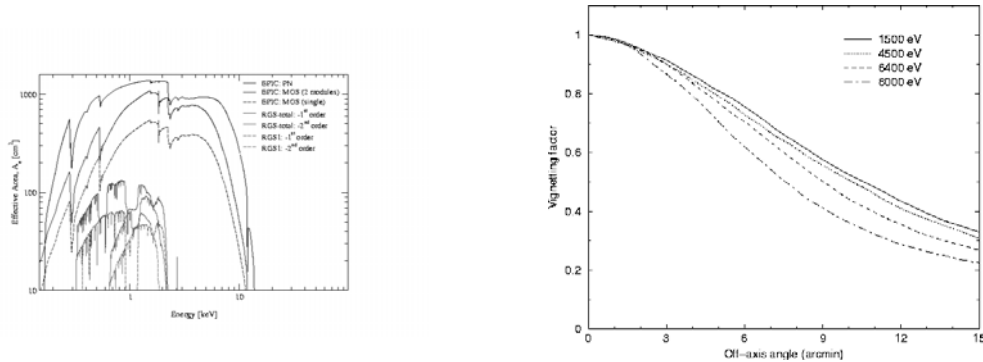 1000
100
10
Effective Area, Aₑ [cm²]
EPIC: PN
EPIC: MOS (2 modules)
EPIC: MOS (single)
RGS-total: -1st order
RGS-total: -2nd order
RGS1: -1st order
RGS1: -2nd order
1 10
Energy [keV]
1
0.8
0.6
0.4
0.2
0
Vignetting factor
1500 eV
4500 eV
6400 eV
0 3 6 9 12 15
Off-axis angle (arcmin)